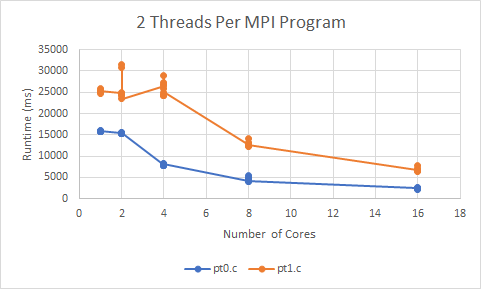 2 Threads Per MPI Program
35000
30000
25000
20000
15000
10000
5000
0
Runtime (ms)
0 2 4 6 8 10 12 14 16 18
Number of Cores
pt0.c pt1.c